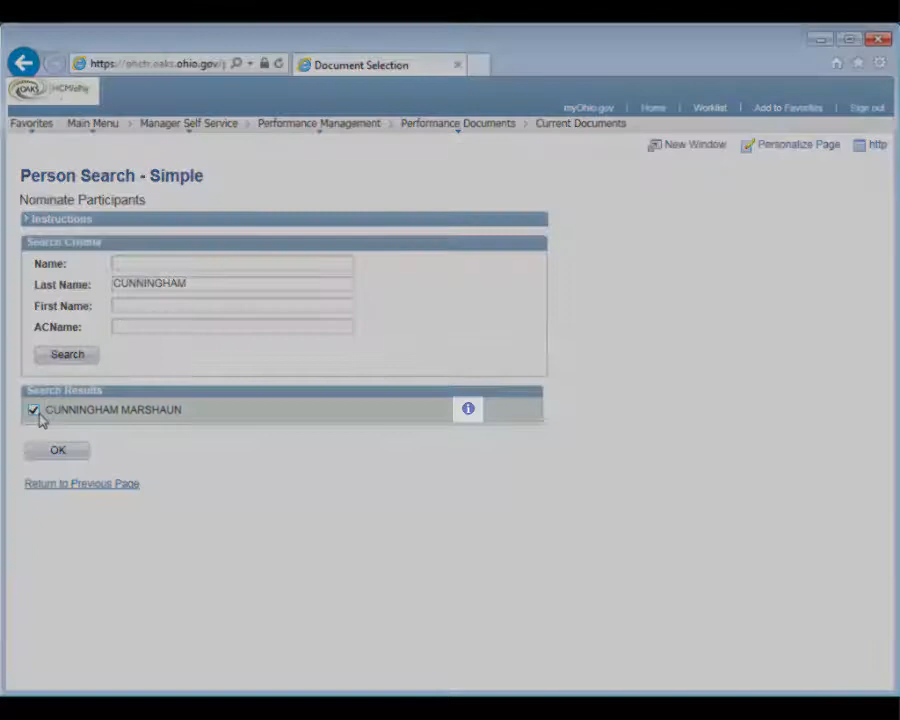 https://ohctr.oaks.ohio.gov/
Document Selection
OAKS
myOhio.gov Home Worklist Add to Favorites Sign out
Favorites Main Menu > Manager Self Service > Performance Management > Performance Documents > Current Documents
New Window Personalize Page http
Person Search - Simple
Nominate Participants
Instructions
Search Criteria
Name:
Last Name: CUNNINGHAM
First Name:
ACName:
Search
Search Results
CUNNINGHAM MARSHAUN
OK
Return to Previous Page